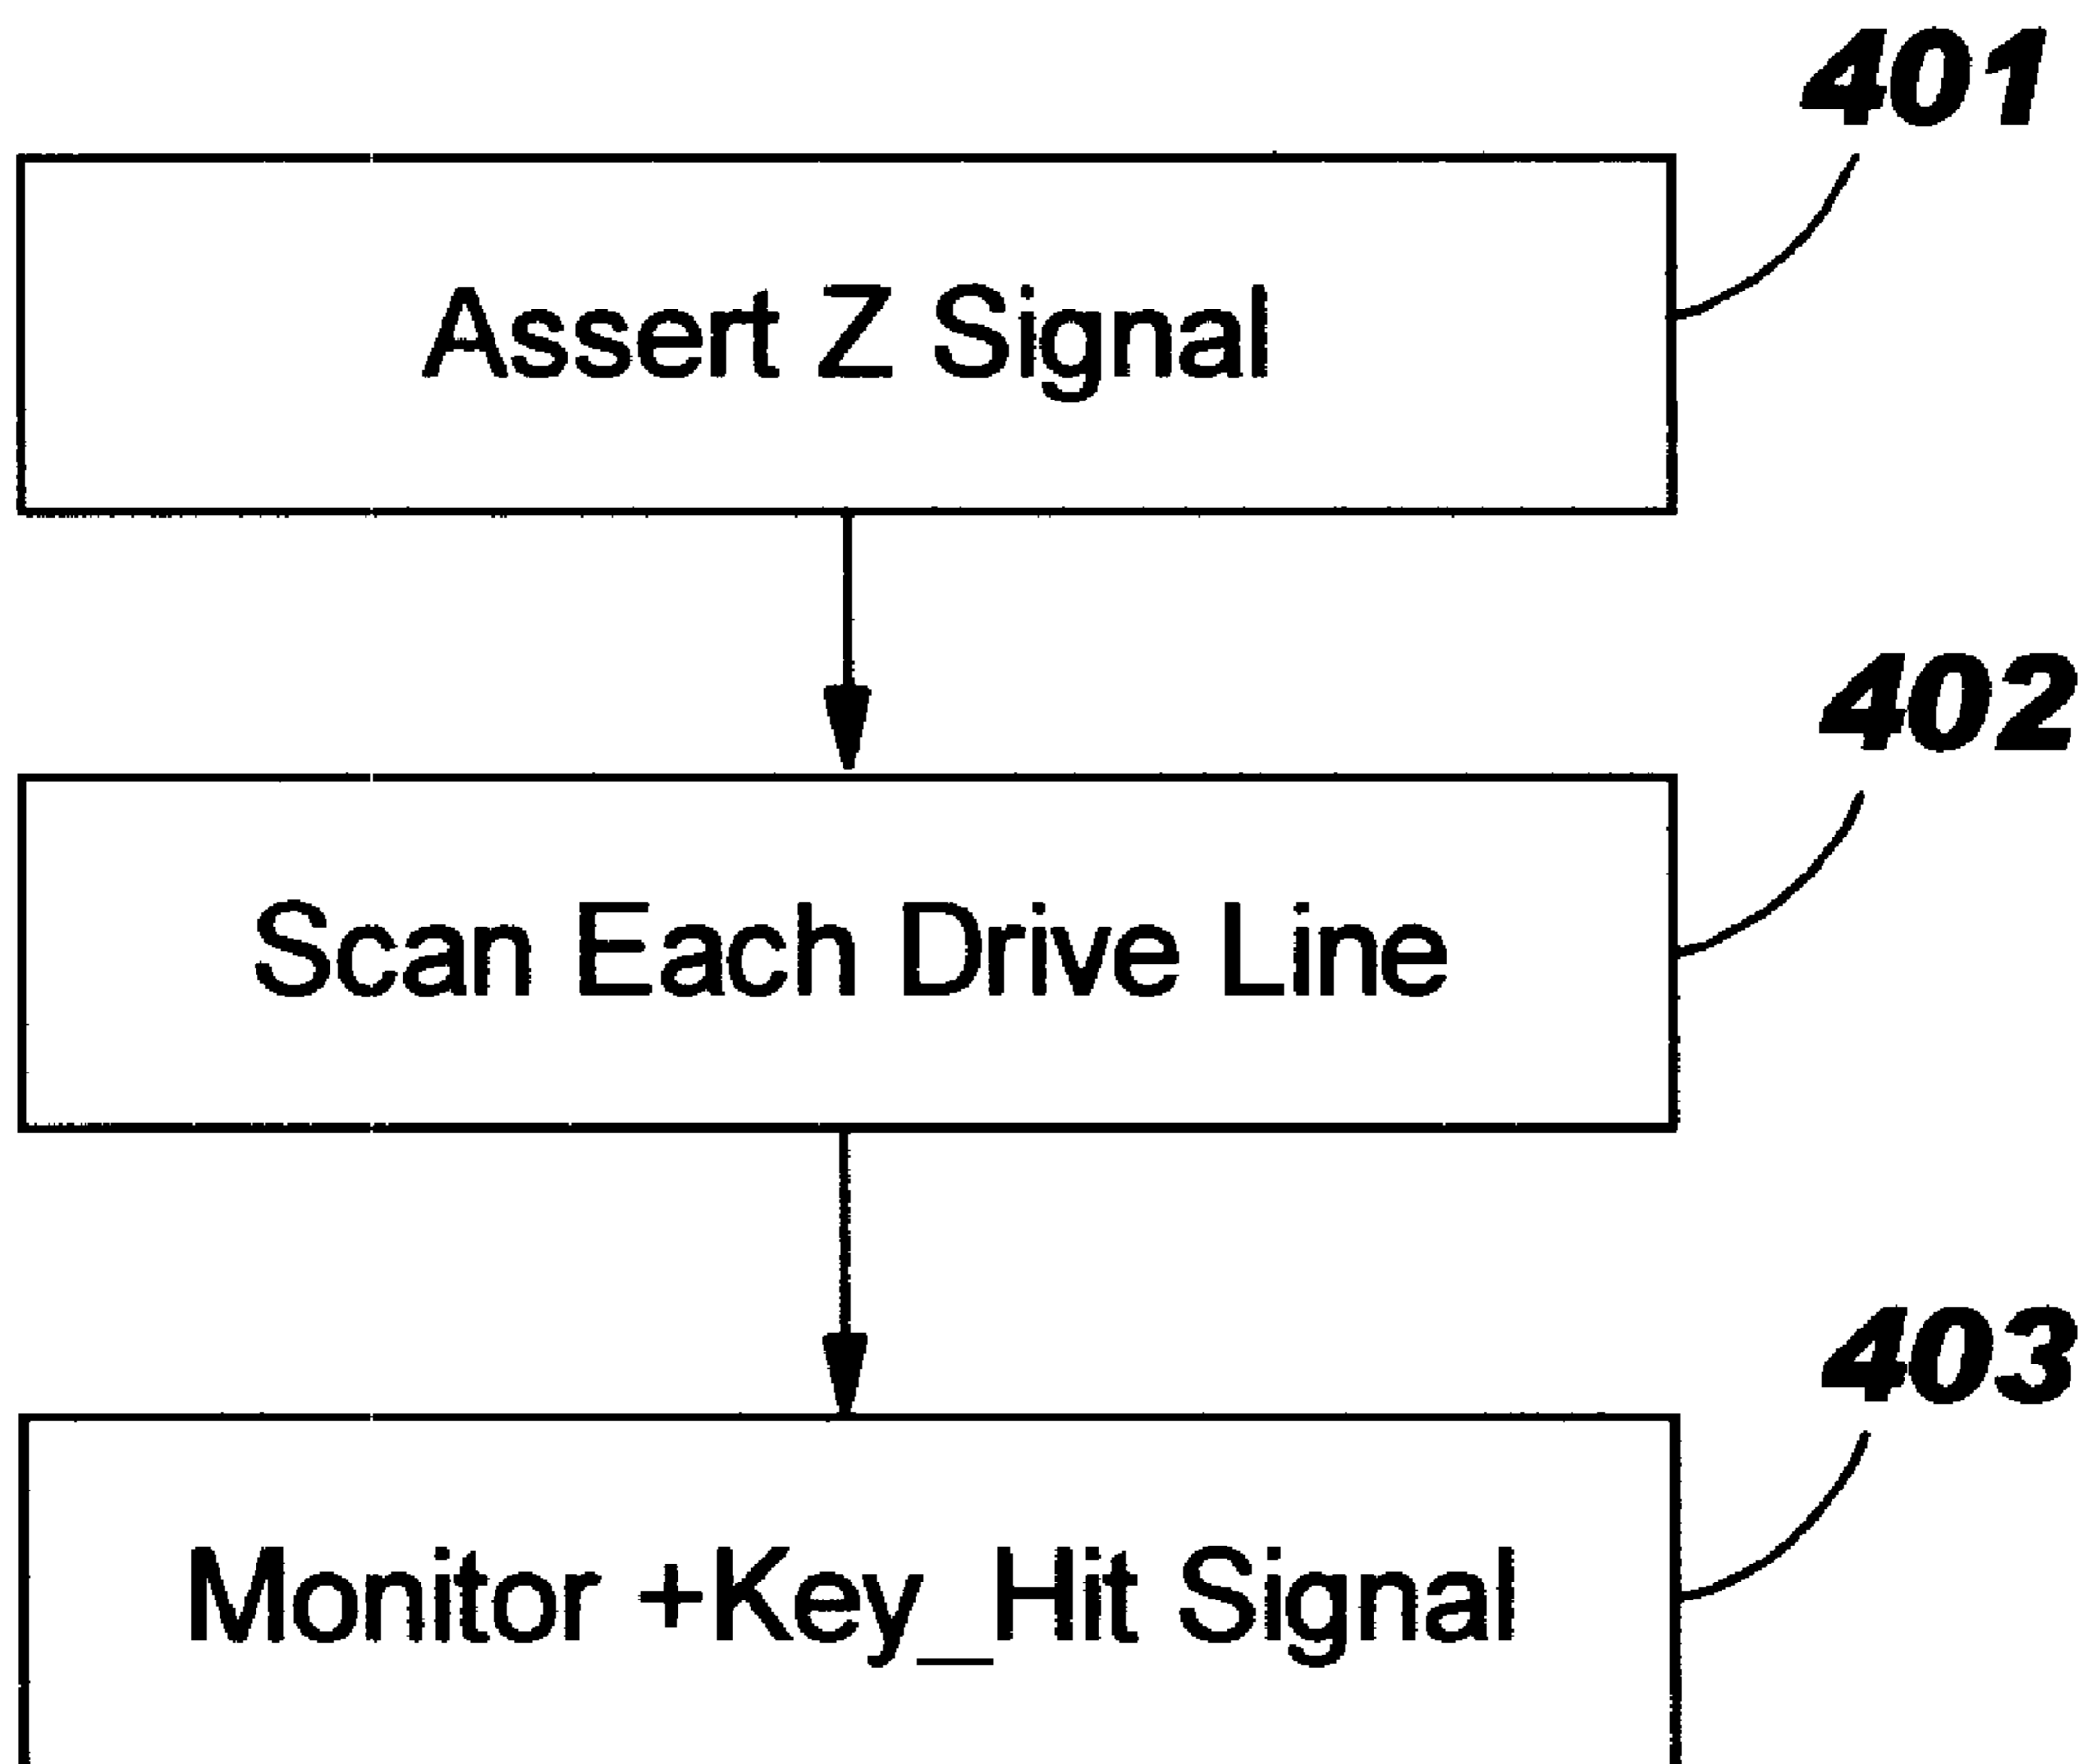 401
Assert Z Signal
402
Scan Each Drive Line
403
Monitor +Key_Hit Signal